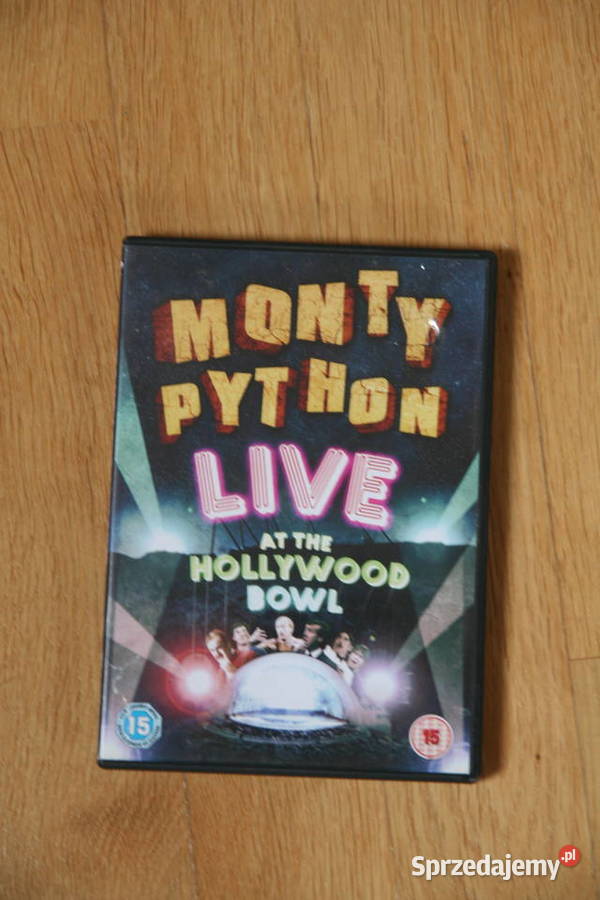 MONTY
PYTHON
LIVE
AT THE
HOLLYWOOD
BOWL
15
15
Sprzedajemy.pl